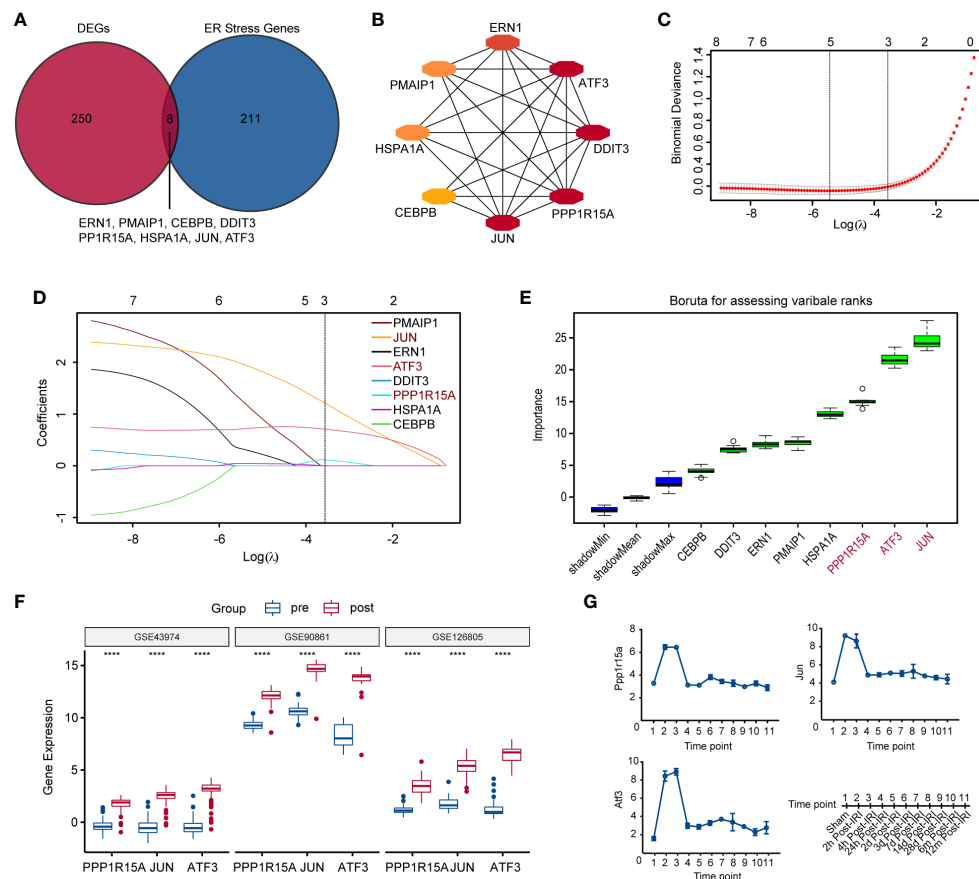 A
DEGs
ER Stress Genes
250
8
211
ERN1, PMAIP1, CEBPB, DDIT3
PP1R15A, HSPA1A, JUN, ATF3
B
ERN1
PMAIP1
ATF3
HSPA1A
DDIT3
CEBPB
PPP1R15A
JUN
C
8 7 6 5 3 2 0
Binomial Deviance
0.0 0.2 0.4 0.6 0.8 1.0 1.2 1.4
-8 -6 -4 -2 0
Log(λ)
D
7 6 5 3 2
Coefficients
2
1
0
-1
-8 -6 -4 -2
Log(λ)
PMAIP1
JUN
ERN1
ATF3
DDIT3
PPP1R15A
HSPA1A
CEBPB
E
Boruta for assessing varibale ranks
Importance
25
20
15
10
5
0
shadowMin
shadowMean
shadowMax
CEBPB
DDIT3
ERN1
PMAIP1
HSPA1A
PPP1R15A
ATF3
JUN
F
Group pre post
GSE43974 GSE90861 GSE126805
**** **** **** **** **** **** **** **** ****
Gene Expression
15
10
5
0
PPP1R15A JUN ATF3 PPP1R15A JUN ATF3 PPP1R15A JUN ATF3
G
Ppp1r15a
8
6
4
2
0
1 2 3 4 5 6 7 8 9 10 11
Time point
Jun
10
8
6
4
2
0
1 2 3 4 5 6 7 8 9 10 11
Time point
Atf3
8
6
4
2
0
1 2 3 4 5 6 7 8 9 10 11
Time point
1 2 3 4 5 6 7 8 9 10 11
Time point
Sham
2h Post-IRI
4h Post-IRI
24h Post-IRI
2d Post-IRI
3d Post-IRI
7d Post-IRI
14d Post-IRI
28d Post-IRI
6m Post-IRI
12m Post-IRI